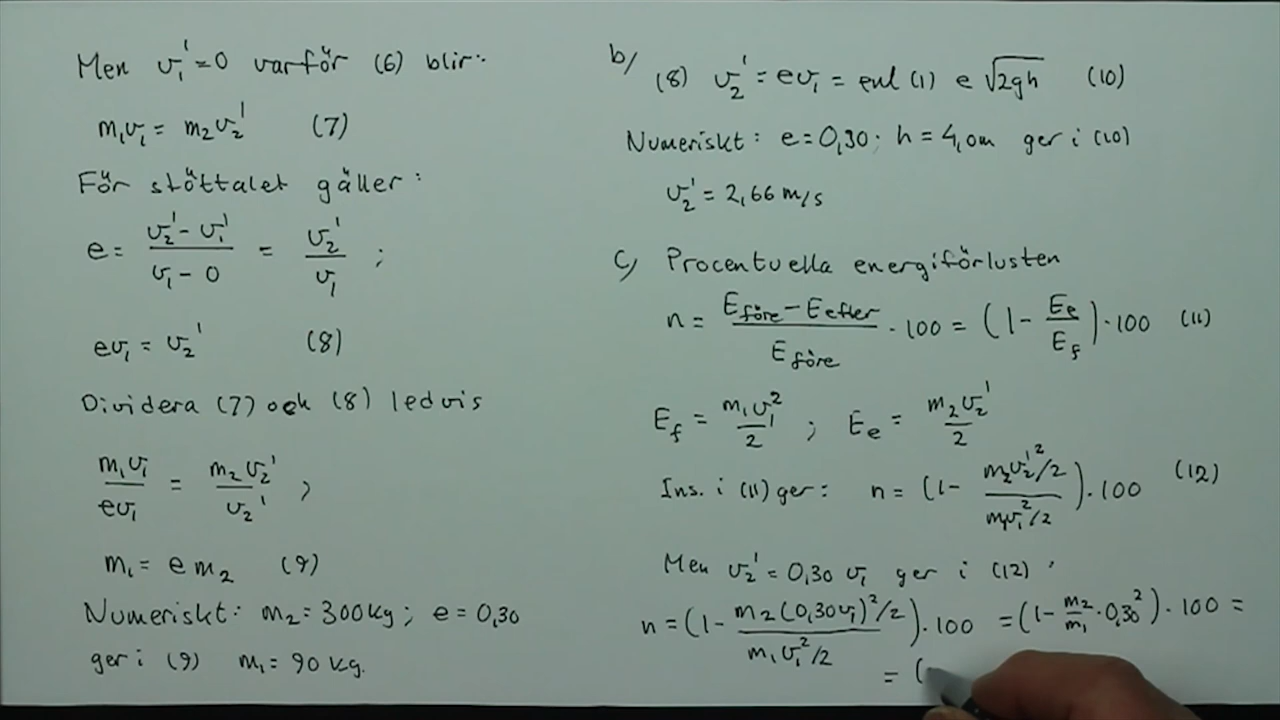 Men v₁' = 0 varför (6) blir:
m₁v₁ = m₂v₂' (7)
För stöttalet gäller:
e = (v₂' - v₁')/(v₁ - 0) = v₂'/v₁ ;
ev₁ = v₂' (8)
Dividera (7) och (8) ledvis
m₁v₁/ev₁ = m₂v₂'/v₂' ;
m₁ = e m₂ (9)
Numeriskt: m₂ = 300kg ; e = 0,30
ger i (9) m₁ = 90 kg.
b/ (8) v₂' = ev₁ = enl (1) e √2gh (10)
Numeriskt: e = 0,30 ; h = 4,0m ger i (10)
v₂' = 2,66 m/s
c) Procentuella energiförlusten
n = (Eföre - Eefter)/Eföre · 100 = (1 - Ee/Ef) · 100 (11)
Ef = m₁v₁²/2 ; Ee = m₂v₂'/2
Ins. i (11) ger: n = (1 - (m₂v₂'²/2)/(m₁v₁²/2)) · 100 (12)
Men v₂' = 0,30 v₁ ger i (12) '
n = (1 - (m₂(0,30v₁)²/2)/(m₁v₁²/2)) · 100 = (1 - m₂/m₁ · 0,30²) · 100 =
= (